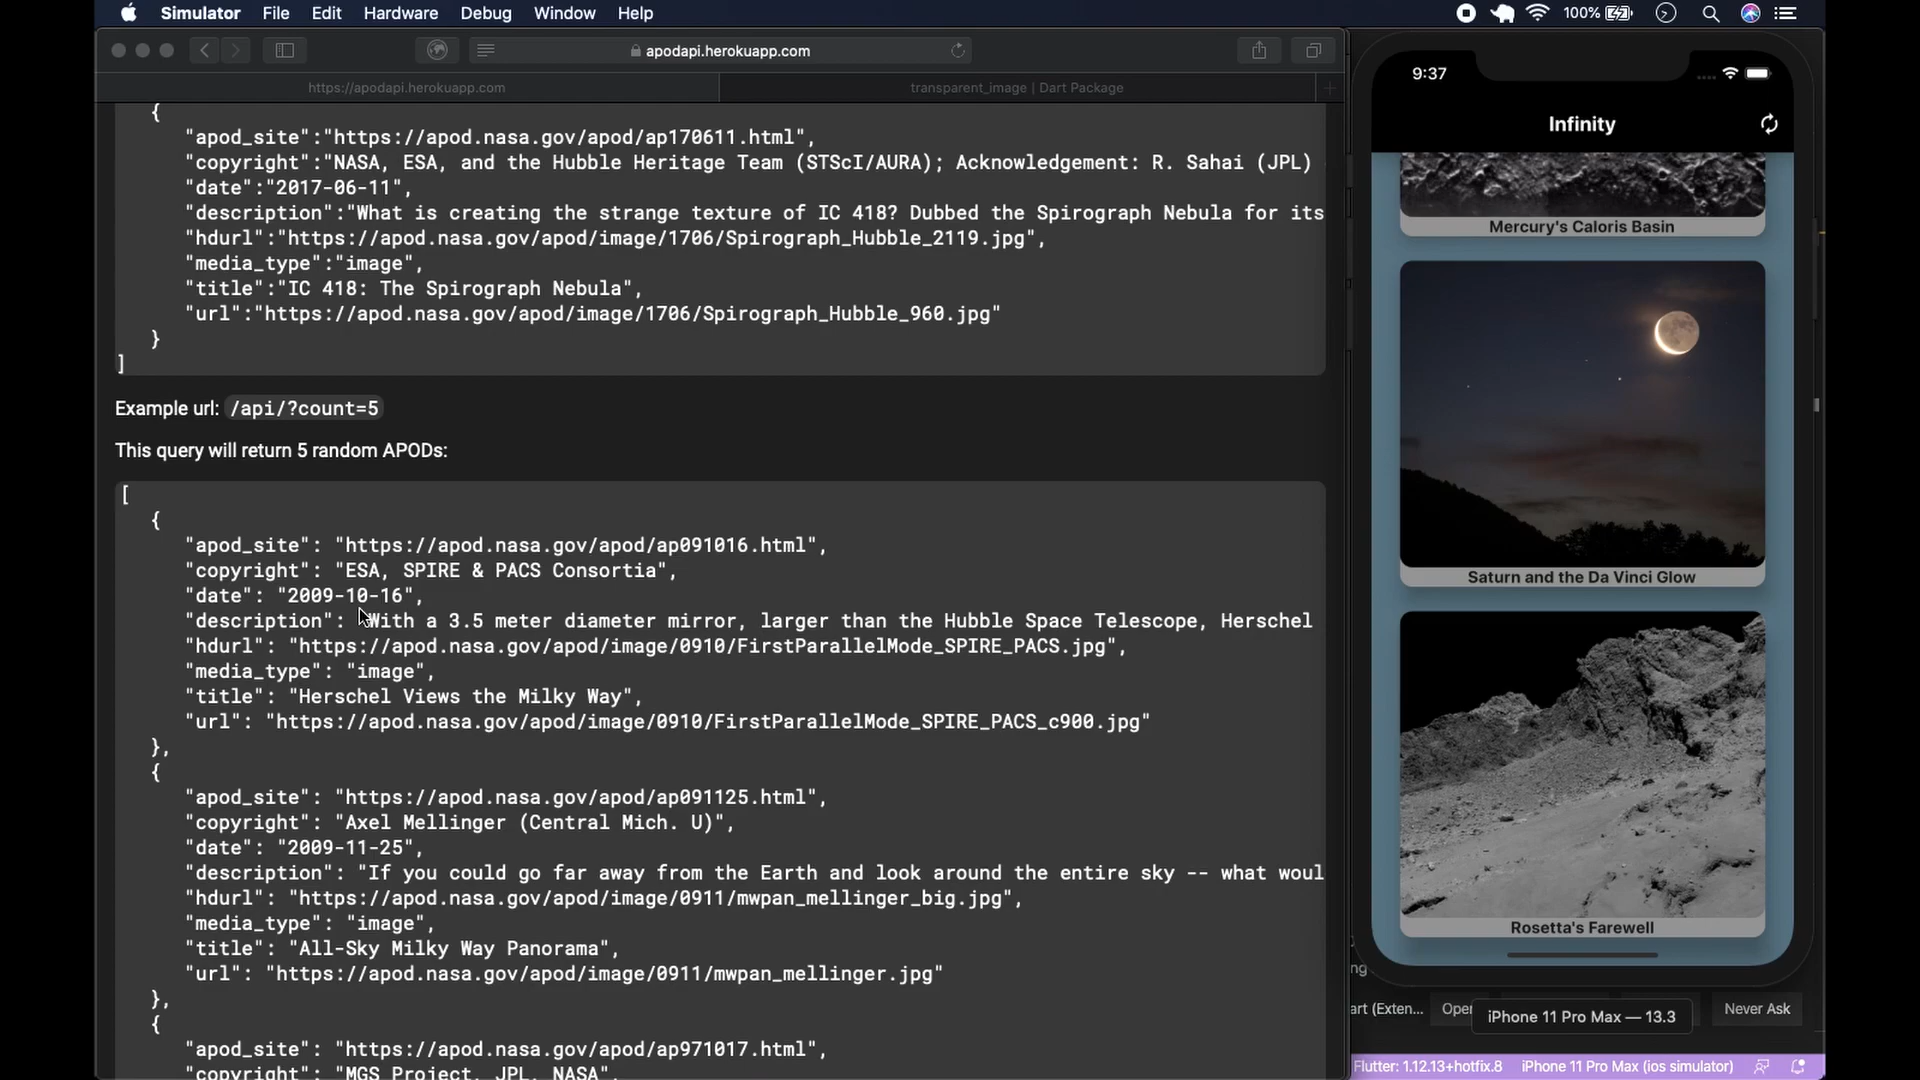 Simulator File Edit Hardware Debug Window Help 100%
apodapi.herokuapp.com
https://apodapi.herokuapp.com transparent_image | Dart Package
{
"apod_site":"https://apod.nasa.gov/apod/ap170611.html",
"copyright":"NASA, ESA, and the Hubble Heritage Team (STScI/AURA); Acknowledgement: R. Sahai (JPL)
"date":"2017-06-11",
"description":"What is creating the strange texture of IC 418? Dubbed the Spirograph Nebula for its
"hdurl":"https://apod.nasa.gov/apod/image/1706/Spirograph_Hubble_2119.jpg",
"media_type":"image",
"title":"IC 418: The Spirograph Nebula",
"url":"https://apod.nasa.gov/apod/image/1706/Spirograph_Hubble_960.jpg"
}
]
Example url: /api/?count=5
This query will return 5 random APODs:
[
{
"apod_site": "https://apod.nasa.gov/apod/ap091016.html",
"copyright": "ESA, SPIRE & PACS Consortia",
"date": "2009-10-16",
"description": "With a 3.5 meter diameter mirror, larger than the Hubble Space Telescope, Herschel
"hdurl": "https://apod.nasa.gov/apod/image/0910/FirstParallelMode_SPIRE_PACS.jpg",
"media_type": "image",
"title": "Herschel Views the Milky Way",
"url": "https://apod.nasa.gov/apod/image/0910/FirstParallelMode_SPIRE_PACS_c900.jpg"
},
{
"apod_site": "https://apod.nasa.gov/apod/ap091125.html",
"copyright": "Axel Mellinger (Central Mich. U)",
"date": "2009-11-25",
"description": "If you could go far away from the Earth and look around the entire sky -- what woul
"hdurl": "https://apod.nasa.gov/apod/image/0911/mwpan_mellinger_big.jpg",
"media_type": "image",
"title": "All-Sky Milky Way Panorama",
"url": "https://apod.nasa.gov/apod/image/0911/mwpan_mellinger.jpg"
},
{
"apod_site": "https://apod.nasa.gov/apod/ap971017.html",
"copyright": "MGS Project, JPL, NASA",
9:37
Infinity
Mercury's Caloris Basin
Saturn and the Da Vinci Glow
Rosetta's Farewell
ng
art (Exten... Oper Never Ask
iPhone 11 Pro Max — 13.3
Flutter: 1.12.13+hotfix.8 iPhone 11 Pro Max (ios simulator)